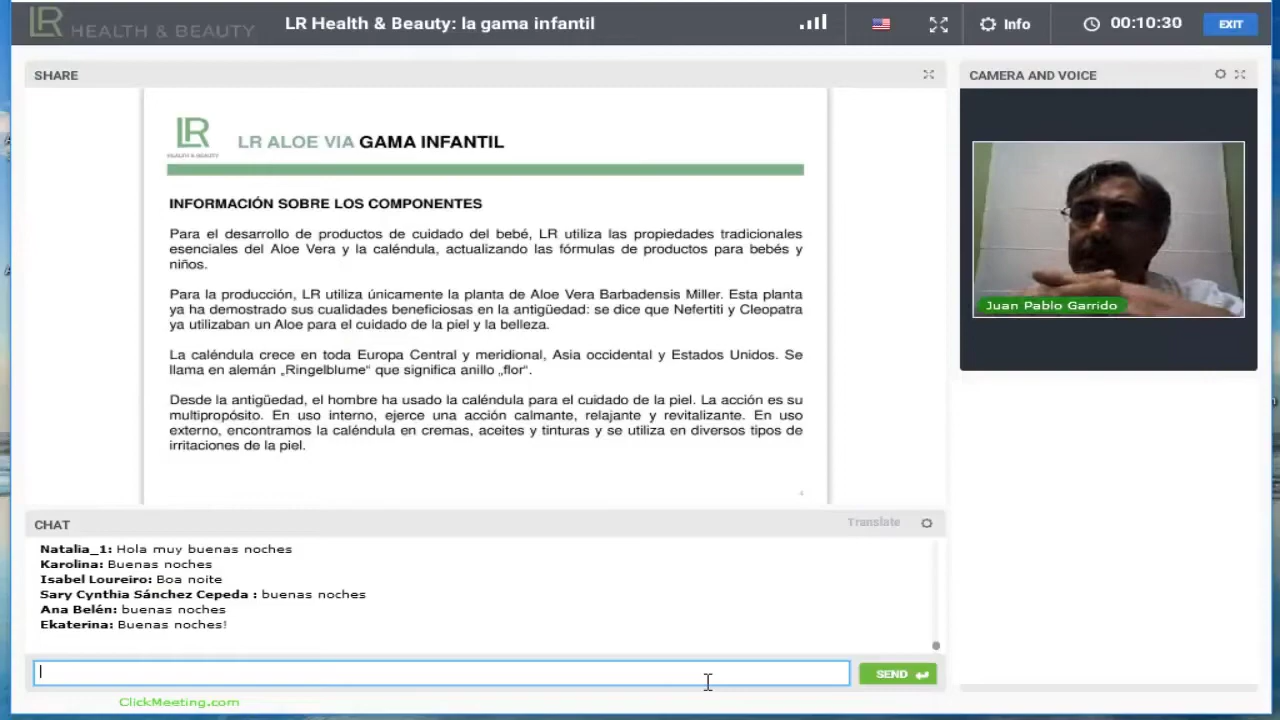 LR HEALTH & BEAUTY
LR Health & Beauty: la gama infantil
Info
00:10:30
EXIT
SHARE
LR
HEALTH & BEAUTY
LR ALOE VIA GAMA INFANTIL
INFORMACIÓN SOBRE LOS COMPONENTES
Para el desarrollo de productos de cuidado del bebé, LR utiliza las propiedades tradicionales
esenciales del Aloe Vera y la caléndula, actualizando las fórmulas de productos para bebés y
niños.
Para la producción, LR utiliza únicamente la planta de Aloe Vera Barbadensis Miller. Esta planta
ya ha demostrado sus cualidades beneficiosas en la antigüedad: se dice que Nefertiti y Cleopatra
ya utilizaban un Aloe para el cuidado de la piel y la belleza.
La caléndula crece en toda Europa Central y meridional, Asia occidental y Estados Unidos. Se
llama en alemán „Ringelblume“ que significa anillo „flor“.
Desde la antigüedad, el hombre ha usado la caléndula para el cuidado de la piel. La acción es su
multipropósito. En uso interno, ejerce una acción calmante, relajante y revitalizante. En uso
externo, encontramos la caléndula en cremas, aceites y tinturas y se utiliza en diversos tipos de
irritaciones de la piel.
4
CAMERA AND VOICE
Juan Pablo Garrido
CHAT
Translate
Natalia_1: Hola muy buenas noches
Karolina: Buenas noches
Isabel Loureiro: Boa noite
Sary Cynthia Sánchez Cepeda : buenas noches
Ana Belén: buenas noches
Ekaterina: Buenas noches!
SEND
ClickMeeting.com